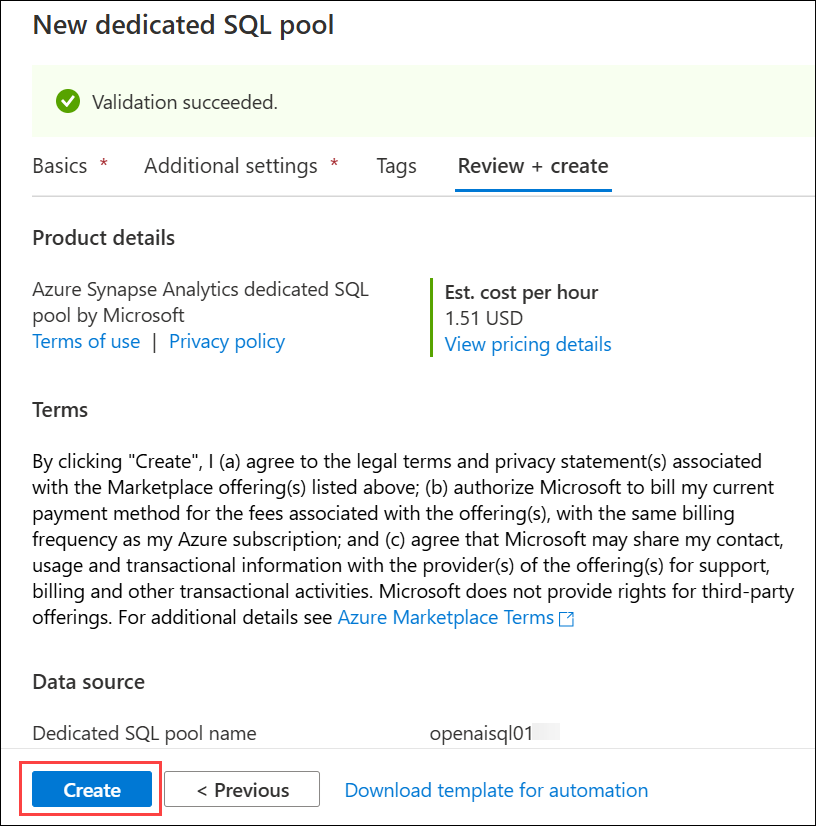 New dedicated SQL pool
Validation succeeded.
Basics * Additional settings * Tags Review + create
Product details
Azure Synapse Analytics dedicated SQL
pool by Microsoft
Terms of use | Privacy policy
Est. cost per hour
1.51 USD
View pricing details
Terms
By clicking "Create", I (a) agree to the legal terms and privacy statement(s) associated
with the Marketplace offering(s) listed above; (b) authorize Microsoft to bill my current
payment method for the fees associated with the offering(s), with the same billing
frequency as my Azure subscription; and (c) agree that Microsoft may share my contact,
usage and transactional information with the provider(s) of the offering(s) for support,
billing and other transactional activities. Microsoft does not provide rights for third-party
offerings. For additional details see Azure Marketplace Terms
Data source
Dedicated SQL pool name openaisql01
Create < Previous Download template for automation